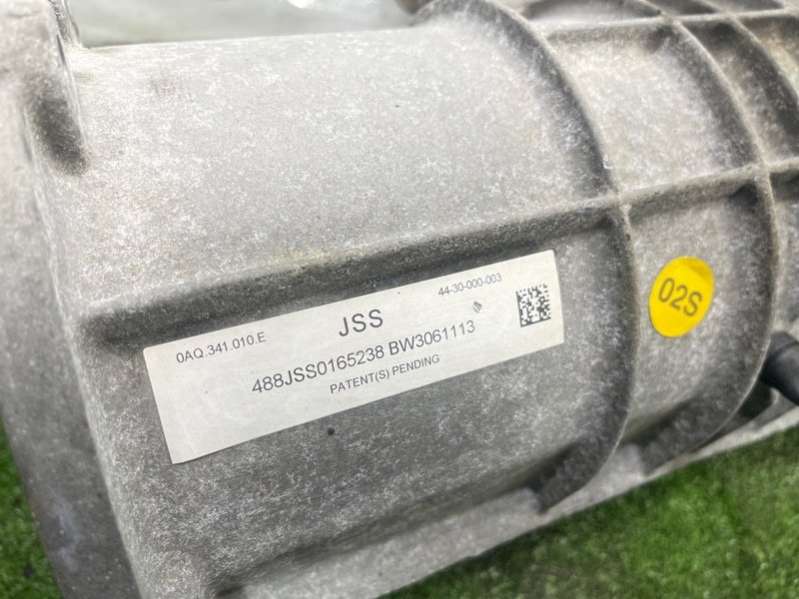 0AQ.341.010.E
JSS
44-30-000-003
488JSS0165238 BW3061113
PATENT(S) PENDING
02S